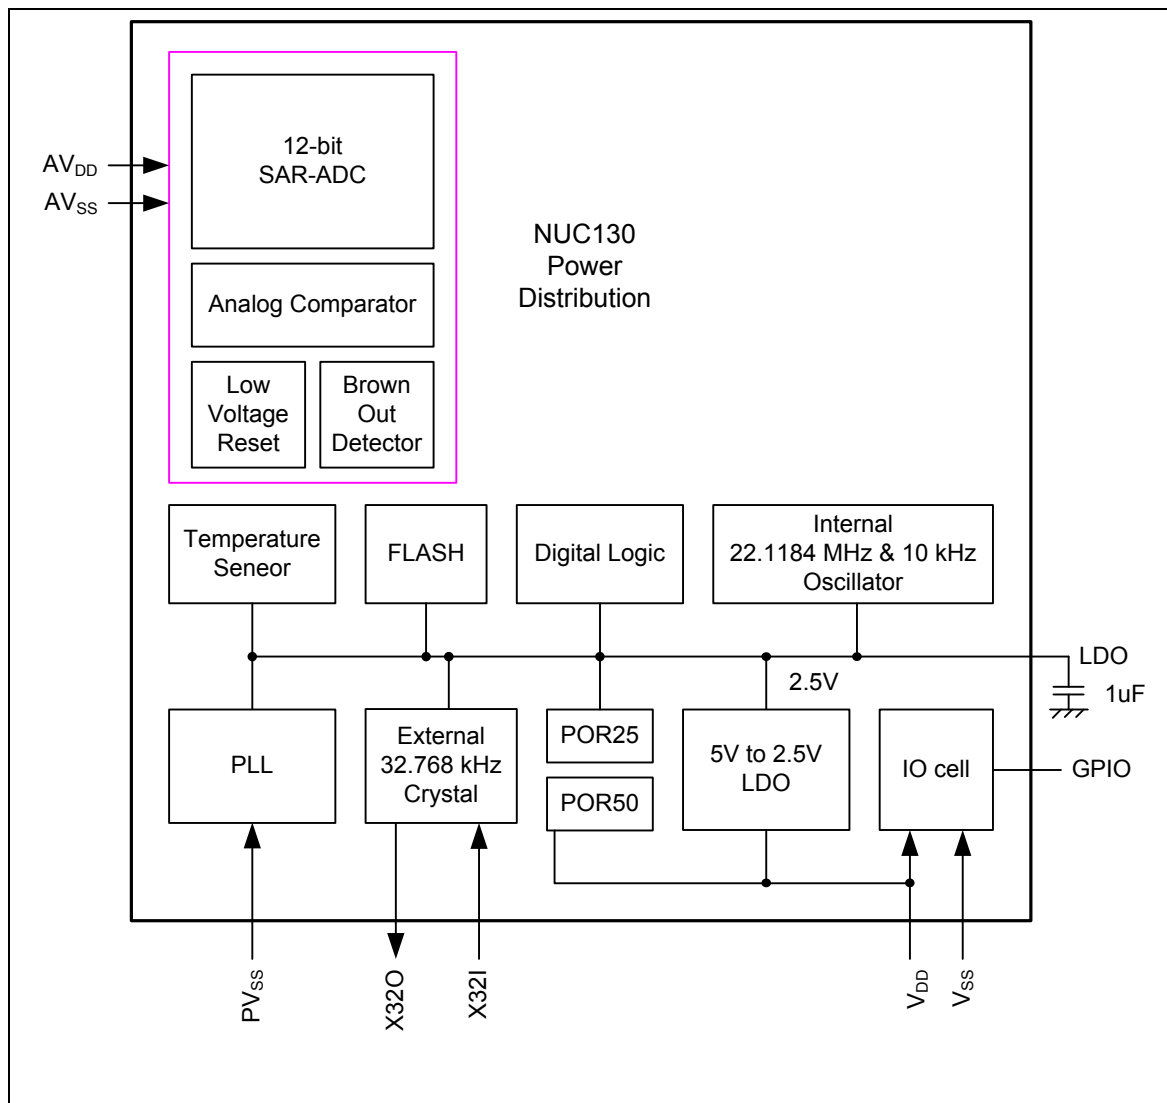 12-bit
SAR-ADC
AVDD
AVSS
NUC130
Power
Distribution
Analog Comparator
Low
Voltage
Reset
Brown
Out
Detector
Temperature
Seneor
FLASH
Digital Logic
Internal
22.1184 MHz & 10 kHz
Oscillator
LDO
2.5V
1uF
PLL
External
32.768 kHz
Crystal
POR25
POR50
5V to 2.5V
LDO
IO cell
GPIO
PVSS
X32O
X32I
VDD
VSS